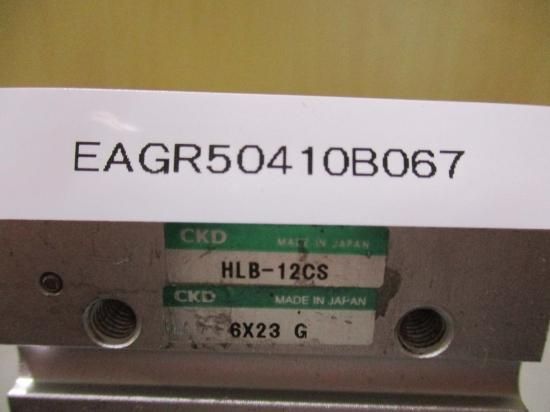 EAGR50410B067
CKD MADE IN JAPAN
HLB-12CS
CKD MADE IN JAPAN
6X23 G